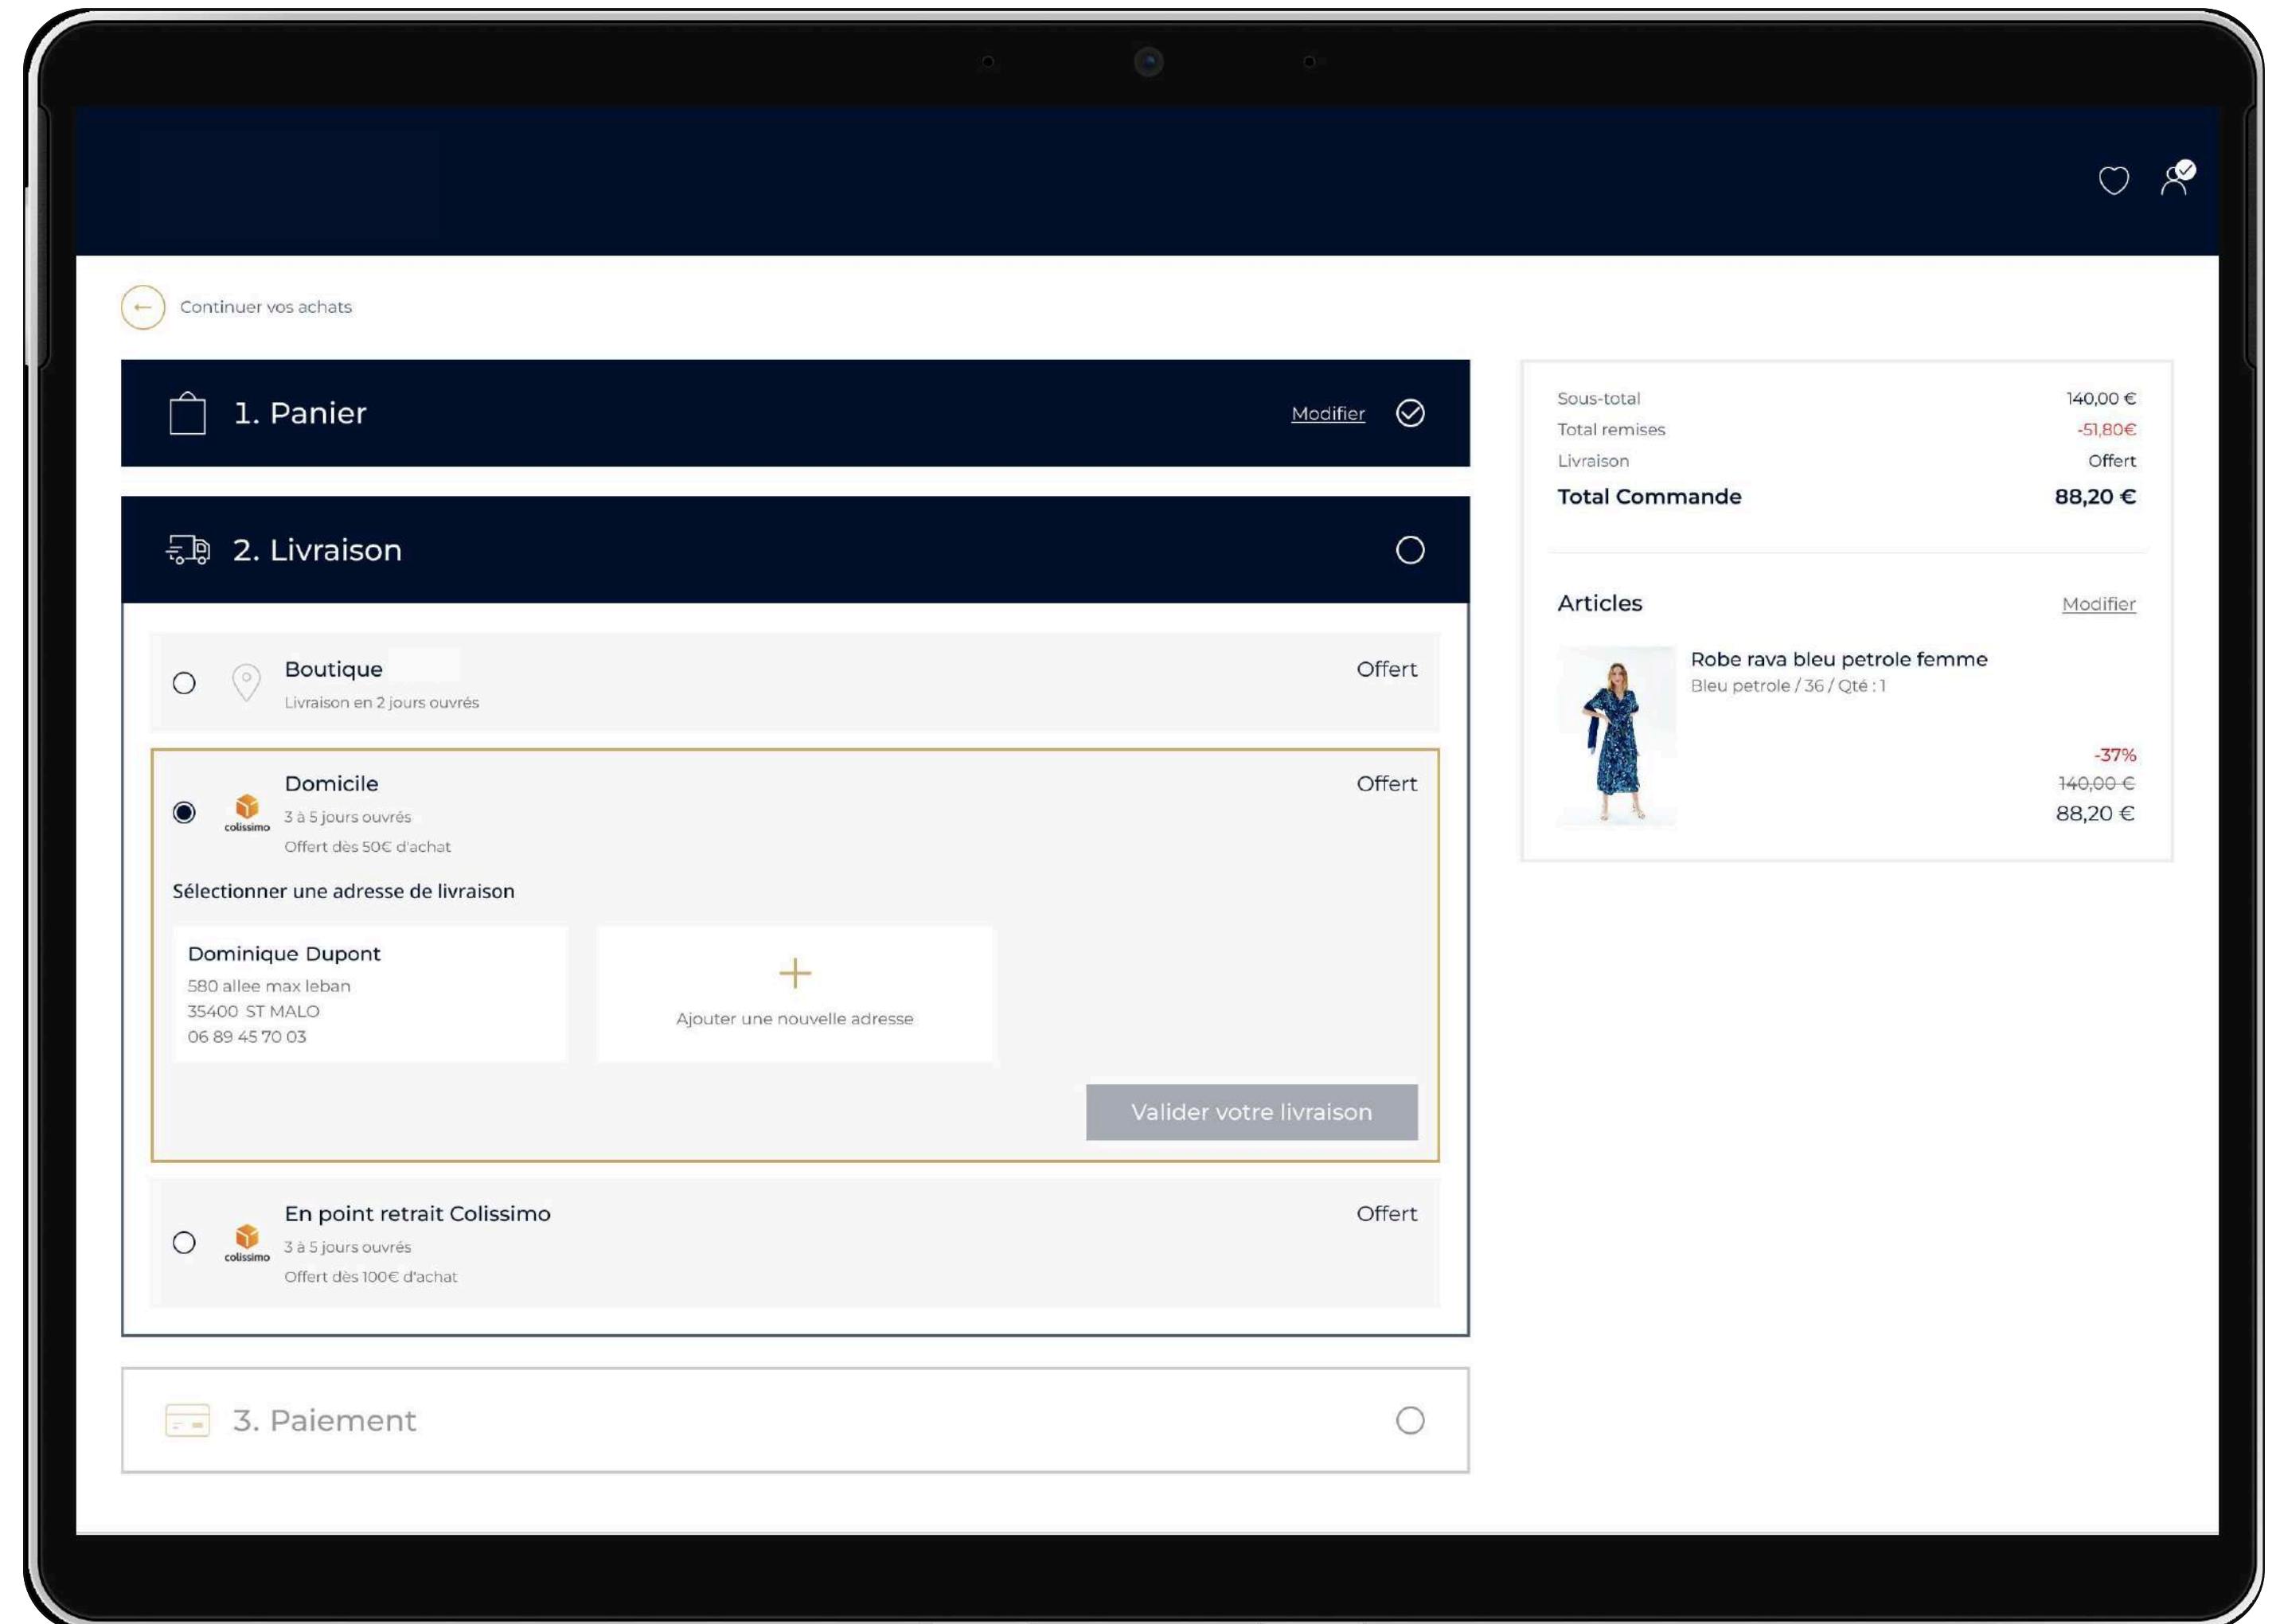 Continuer vos achats
1. Panier
Modifier
2. Livraison
Boutique
Offert
Livraison en 2 jours ouvrés
Domicile
Offert
colissimo
3 à 5 jours ouvrés
Offert dès 50€ d'achat
Sélectionner une adresse de livraison
Dominique Dupont
580 allee max leban
35400 ST MALO
06 89 45 70 03
Ajouter une nouvelle adresse
Valider votre livraison
En point retrait Colissimo
Offert
colissimo
3 à 5 jours ouvrés
Offert dès 100€ d'achat
3. Paiement
Sous-total 140,00 €
Total remises -51,80€
Livraison Offert
Total Commande 88,20 €
Articles Modifier
Robe rava bleu petrole femme
Bleu petrole / 36 / Qté : 1
-37%
140,00 €
88,20 €